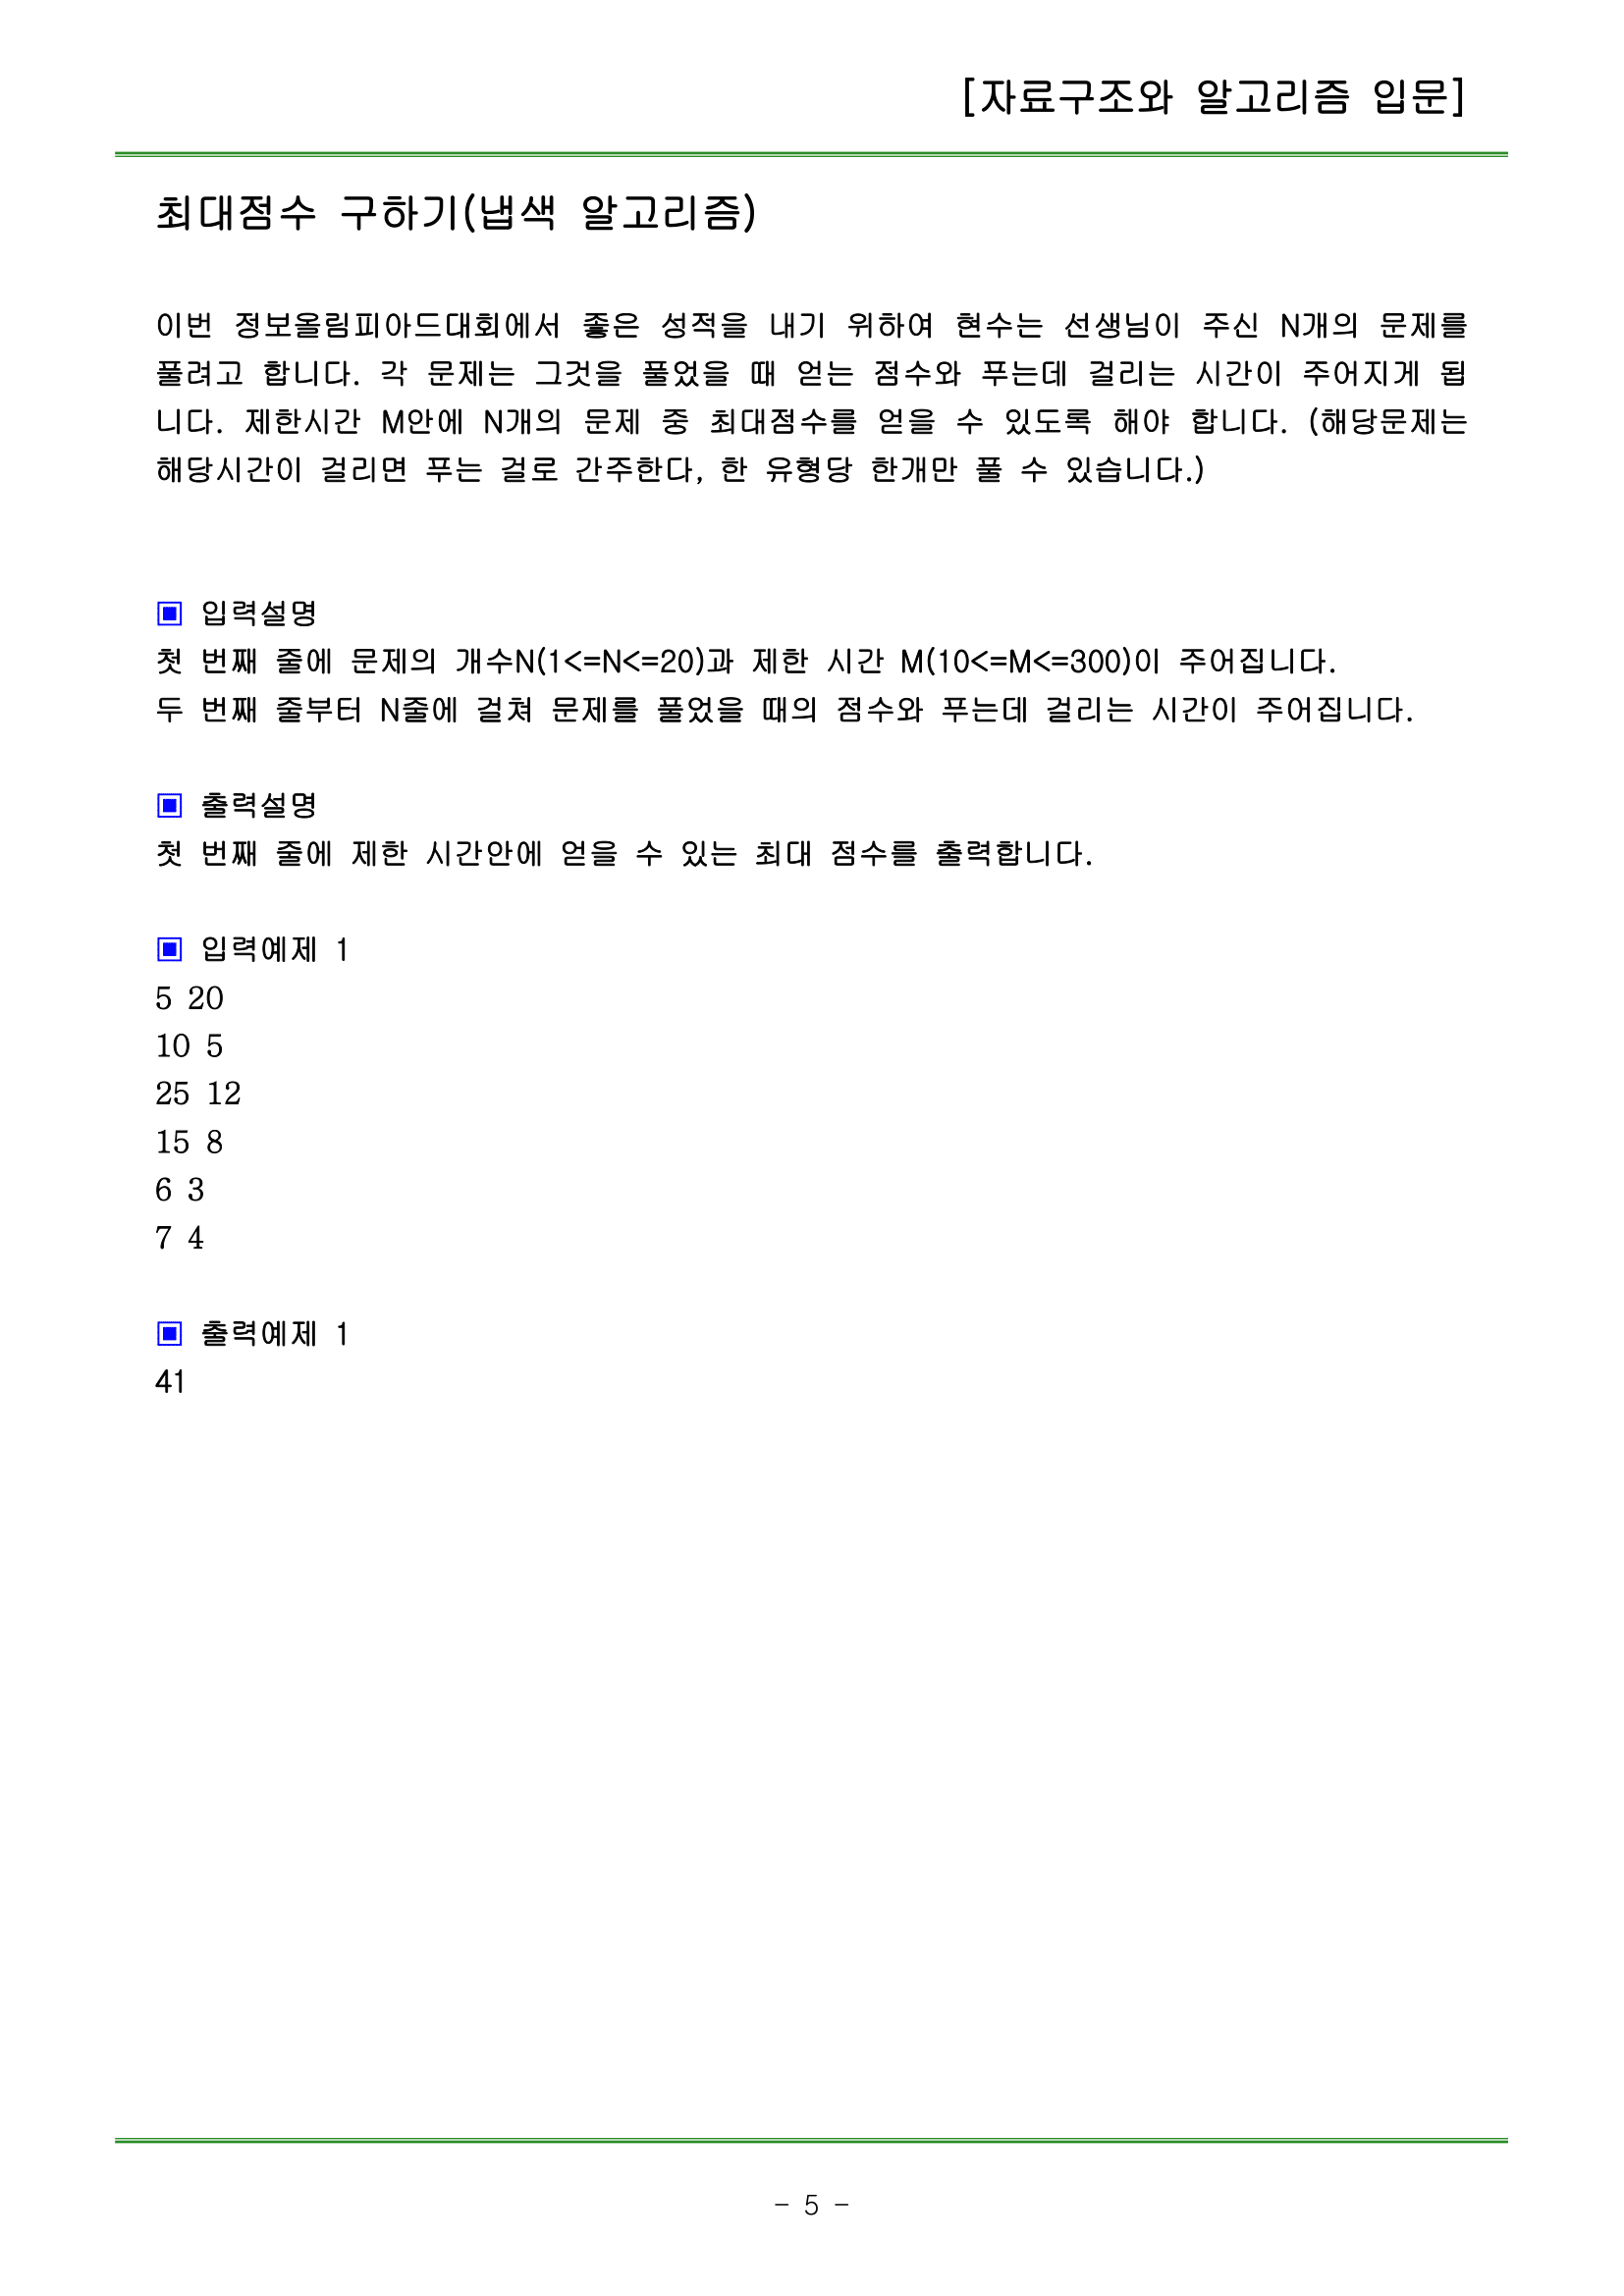 [자료구조와 알고리즘 입문]
최대점수 구하기(냅색 알고리즘)
이번 정보올림피아드대회에서 좋은 성적을 내기 위하여 현수는 선생님이 주신 N개의 문제를
풀려고 합니다. 각 문제는 그것을 풀었을 때 얻는 점수와 푸는데 걸리는 시간이 주어지게 됩
니다. 제한시간 M안에 N개의 문제 중 최대점수를 얻을 수 있도록 해야 합니다. (해당문제는
해당시간이 걸리면 푸는 걸로 간주한다, 한 유형당 한개만 풀 수 있습니다.)
▣ 입력설명
첫 번째 줄에 문제의 개수N(1<=N<=20)과 제한 시간 M(10<=M<=300)이 주어집니다.
두 번째 줄부터 N줄에 걸쳐 문제를 풀었을 때의 점수와 푸는데 걸리는 시간이 주어집니다.
▣ 출력설명
첫 번째 줄에 제한 시간안에 얻을 수 있는 최대 점수를 출력합니다.
▣ 입력예제 1
5 20
10 5
25 12
15 8
6 3
7 4
▣ 출력예제 1
41
- 5 -